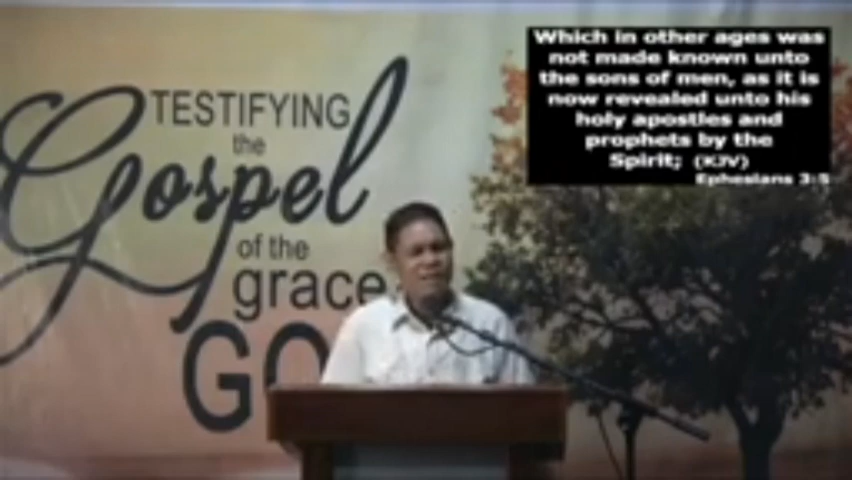 TESTIFYING
the
Gospel
of the
grace
GO
Which in other ages was
not made known unto
the sons of men, as it is
now revealed unto his
holy apostles and
prophets by the
Spirit; (KJV)
Ephesians 3:5